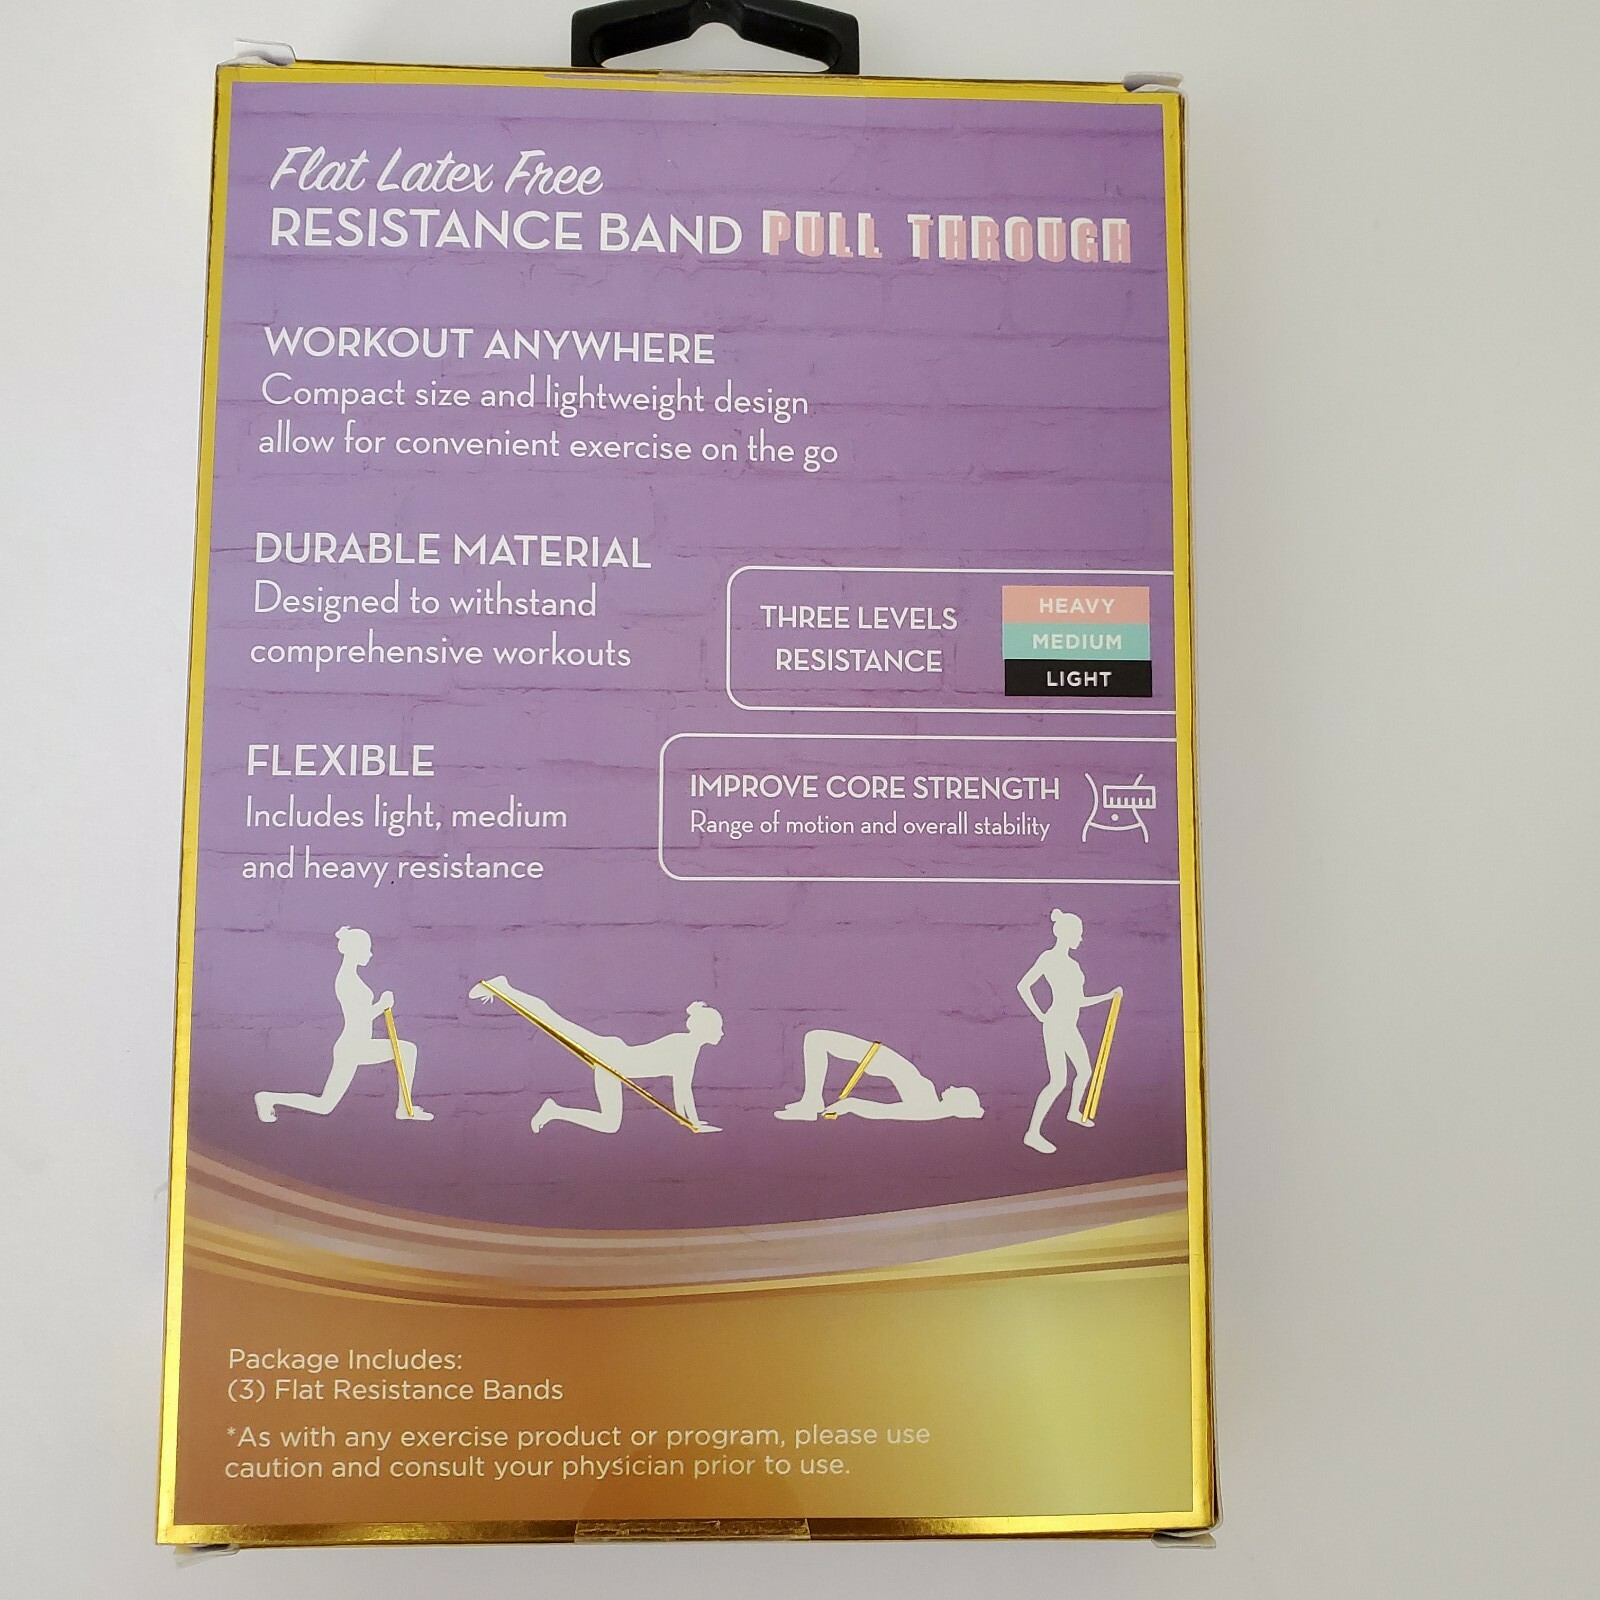 Flat Latex Free
RESISTANCE BAND PULL THROUGH
WORKOUT ANYWHERE
Compact size and lightweight design
allow for convenient exercise on the go
DURABLE MATERIAL
Designed to withstand
comprehensive workouts
THREE LEVELS
RESISTANCE
HEAVY
MEDIUM
LIGHT
FLEXIBLE
Includes light, medium
and heavy resistance
IMPROVE CORE STRENGTH
Range of motion and overall stability
Package Includes:
(3) Flat Resistance Bands
*As with any exercise product or program, please use
caution and consult your physician prior to use.